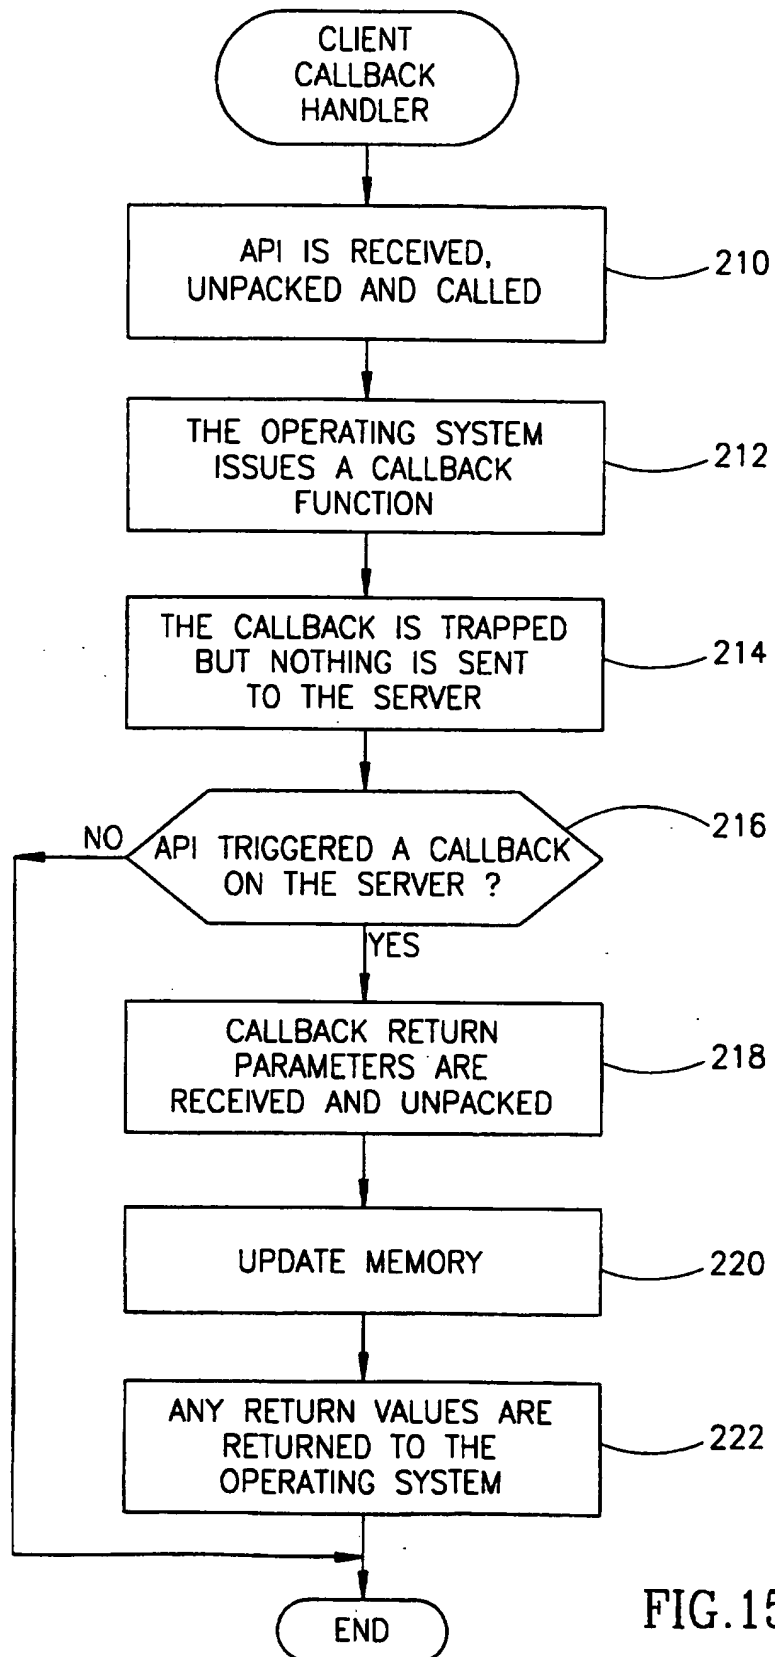 CLIENT
CALLBACK
HANDLER
API IS RECEIVED,
UNPACKED AND CALLED
210
THE OPERATING SYSTEM
ISSUES A CALLBACK
FUNCTION
212
THE CALLBACK IS TRAPPED
BUT NOTHING IS SENT
TO THE SERVER
214
216
NO
API TRIGGERED A CALLBACK
ON THE SERVER ?
YES
CALLBACK RETURN
PARAMETERS ARE
RECEIVED AND UNPACKED
218
UPDATE MEMORY
220
ANY RETURN VALUES ARE
RETURNED TO THE
OPERATING SYSTEM
222
END
FIG.15